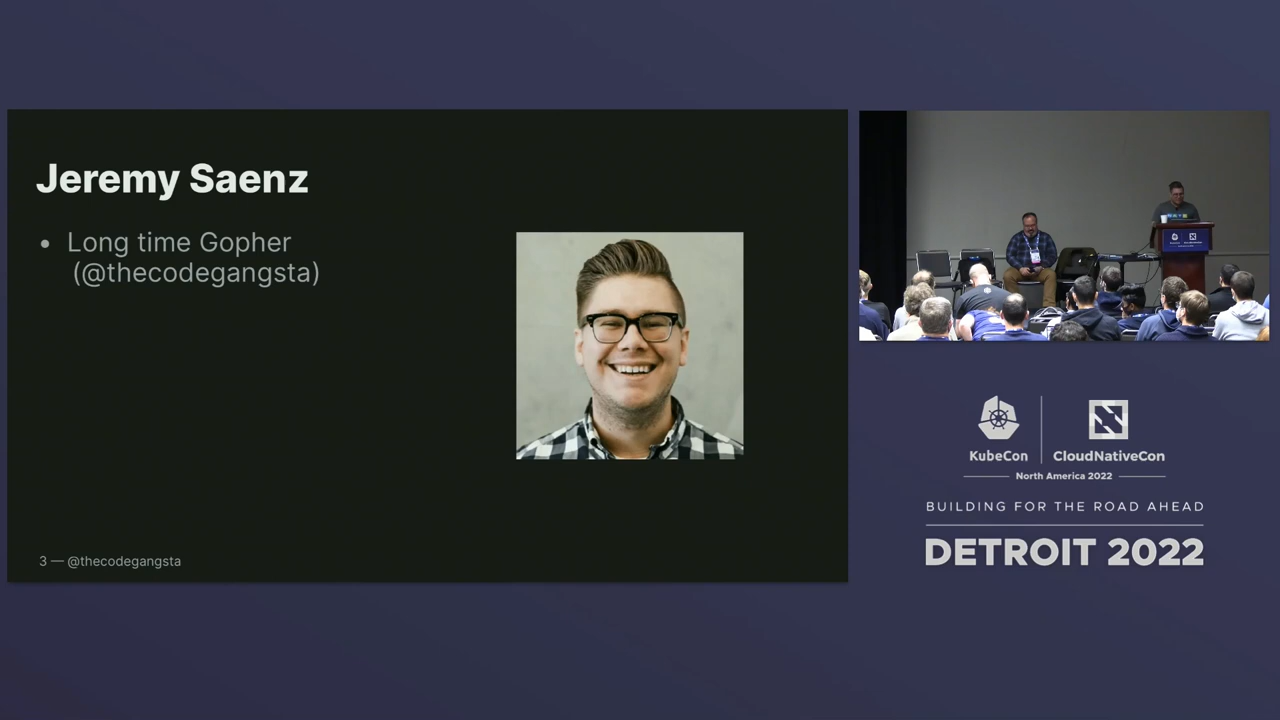 Jeremy Saenz
• Long time Gopher
(@thecodegangsta)
3 — @thecodegangsta
KubeCon
CloudNativeCon
North America 2022
BUILDING FOR THE ROAD AHEAD
DETROIT 2022